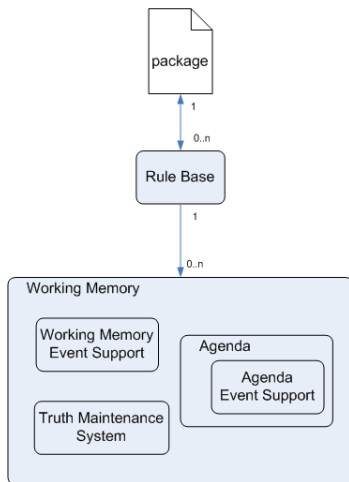 package
1
0..n
Rule Base
1
0..n
Working Memory
Working Memory
Event Support
Agenda
Agenda
Event Support
Truth Maintenance
System